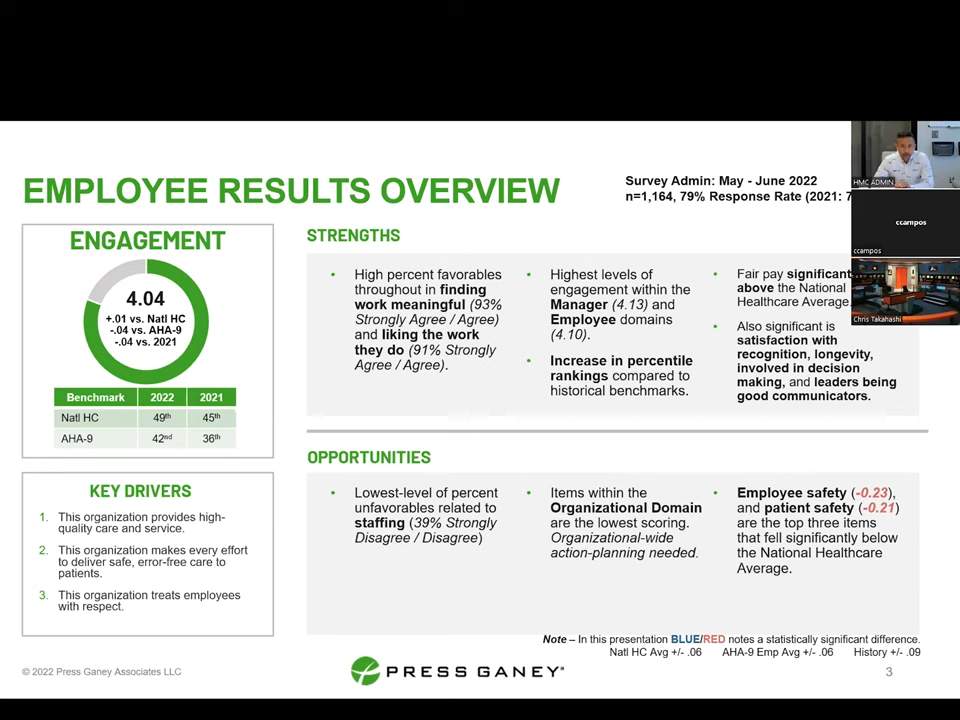 EMPLOYEE RESULTS OVERVIEW
Survey Admin: May - June 2022
n=1,164, 79% Response Rate (2021: 7
HMC ADMIN
ccampos
ccampos
Chris Takahashi
ENGAGEMENT
4.04
+.01 vs. Natl HC
-.04 vs. AHA-9
-.04 vs. 2021
Benchmark 2022 2021
Natl HC 49th 45th
AHA-9 42nd 36th
KEY DRIVERS
1. This organization provides high-
quality care and service.
2. This organization makes every effort
to deliver safe, error-free care to
patients.
3. This organization treats employees
with respect.
STRENGTHS
• High percent favorables
throughout in finding
work meaningful (93%
Strongly Agree / Agree)
and liking the work
they do (91% Strongly
Agree / Agree).
• Highest levels of
engagement within the
Manager (4.13) and
Employee domains
(4.10).
• Increase in percentile
rankings compared to
historical benchmarks.
• Fair pay significant
above the National
Healthcare Average.
• Also significant is
satisfaction with
recognition, longevity,
involved in decision
making, and leaders being
good communicators.
OPPORTUNITIES
• Lowest-level of percent
unfavorables related to
staffing (39% Strongly
Disagree / Disagree)
• Items within the
Organizational Domain
are the lowest scoring.
Organizational-wide
action-planning needed.
• Employee safety (-0.23),
and patient safety (-0.21)
are the top three items
that fell significantly below
the National Healthcare
Average.
Note – In this presentation BLUE/RED notes a statistically significant difference.
Natl HC Avg +/- .06 AHA-9 Emp Avg +/- .06 History +/- .09
© 2022 Press Ganey Associates LLC
PRESS GANEY®
3